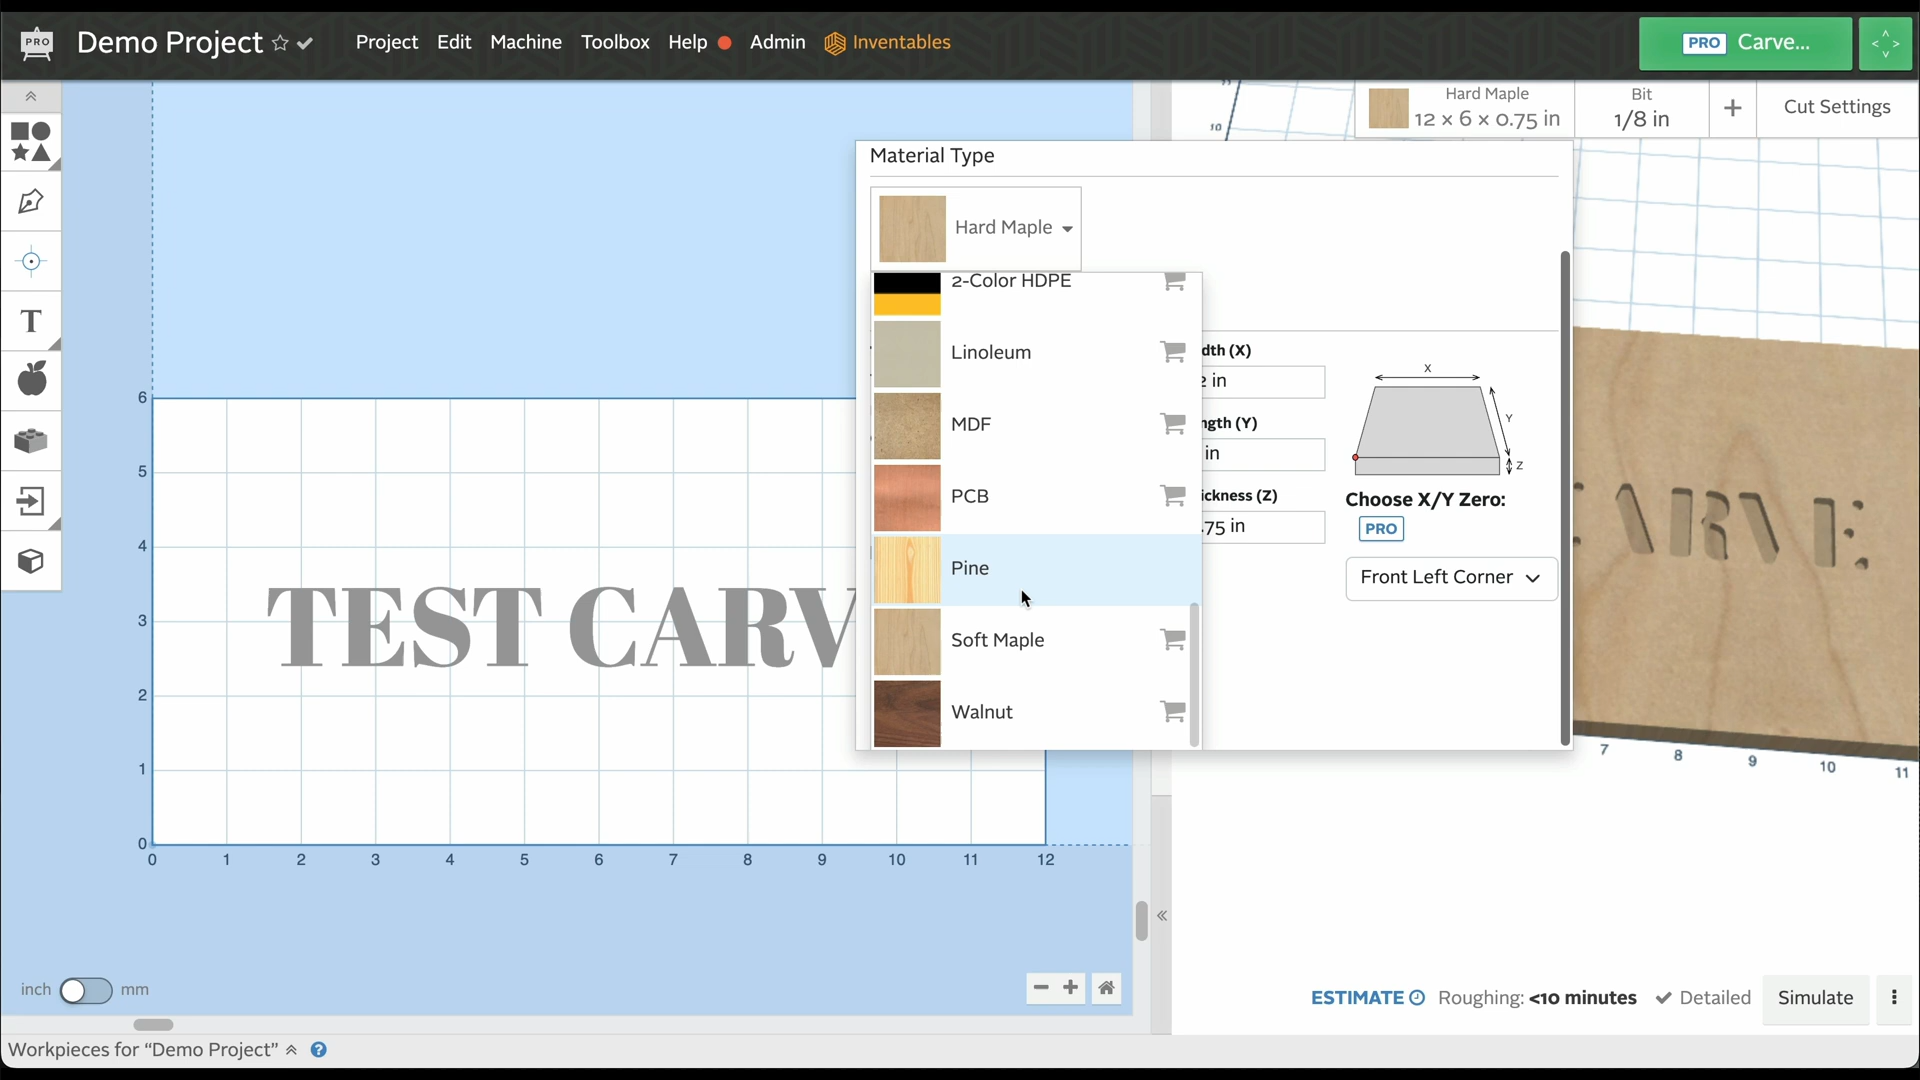 PRO
Demo Project
Project Edit Machine Toolbox Help Admin Inventables
PRO Carve...
Hard Maple
12 x 6 x 0.75 in
Bit
1/8 in
+
Cut Settings
10
Material Type
Hard Maple
2-Color HDPE
Linoleum
MDF
PCB
Pine
Soft Maple
Walnut
dth (X)
in
ngth (Y)
in
ickness (Z)
.75 in
X
Y
Z
Choose X/Y Zero:
PRO
Front Left Corner
T
6
5
4
3
2
1
0
0 1 2 3 4 5 6 7 8 9 10 11 12
TEST CARV
CARVE
7 8 9 10 11
inch mm
ESTIMATE Roughing: <10 minutes Detailed Simulate
Workpieces for “Demo Project” ?